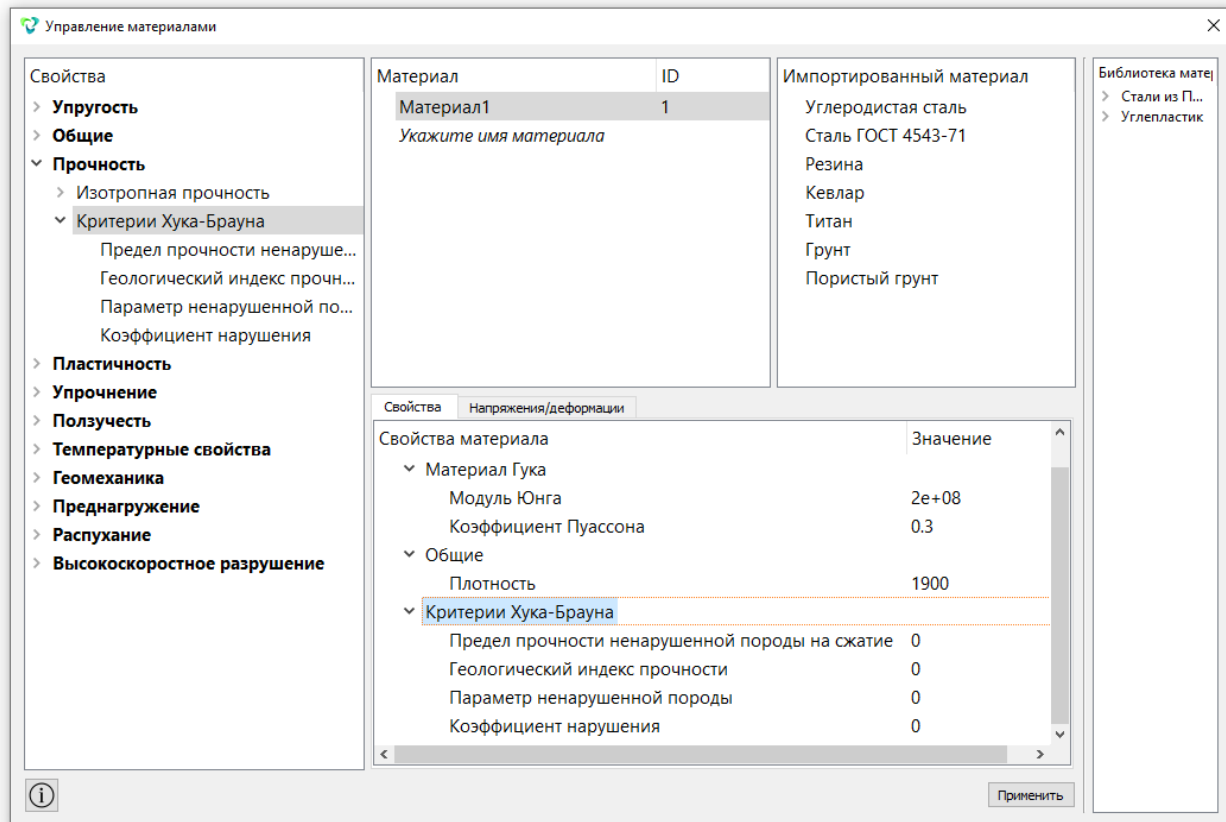 Управление материалами
Свойства
Упругость
Общие
Прочность
Изотропная прочность
Критерии Хука-Брауна
Предел прочности ненаруше...
Геологический индекс прочн...
Параметр ненарушенной по...
Коэффициент нарушения
Пластичность
Упрочнение
Ползучесть
Температурные свойства
Геомеханика
Преднагружение
Распухание
Высокоскоростное разрушение
Материал ID
Материал1 1
Укажите имя материала
Импортированный материал
Углеродистая сталь
Сталь ГОСТ 4543-71
Резина
Кевлар
Титан
Грунт
Пористый грунт
Библиотека матер
Стали из П...
Углепластик
Свойства Напряжения/деформации
Свойства материала Значение
Материал Гука
Модуль Юнга 2e+08
Коэффициент Пуассона 0.3
Общие
Плотность 1900
Критерии Хука-Брауна
Предел прочности ненарушенной породы на сжатие 0
Геологический индекс прочности 0
Параметр ненарушенной породы 0
Коэффициент нарушения 0
Применить